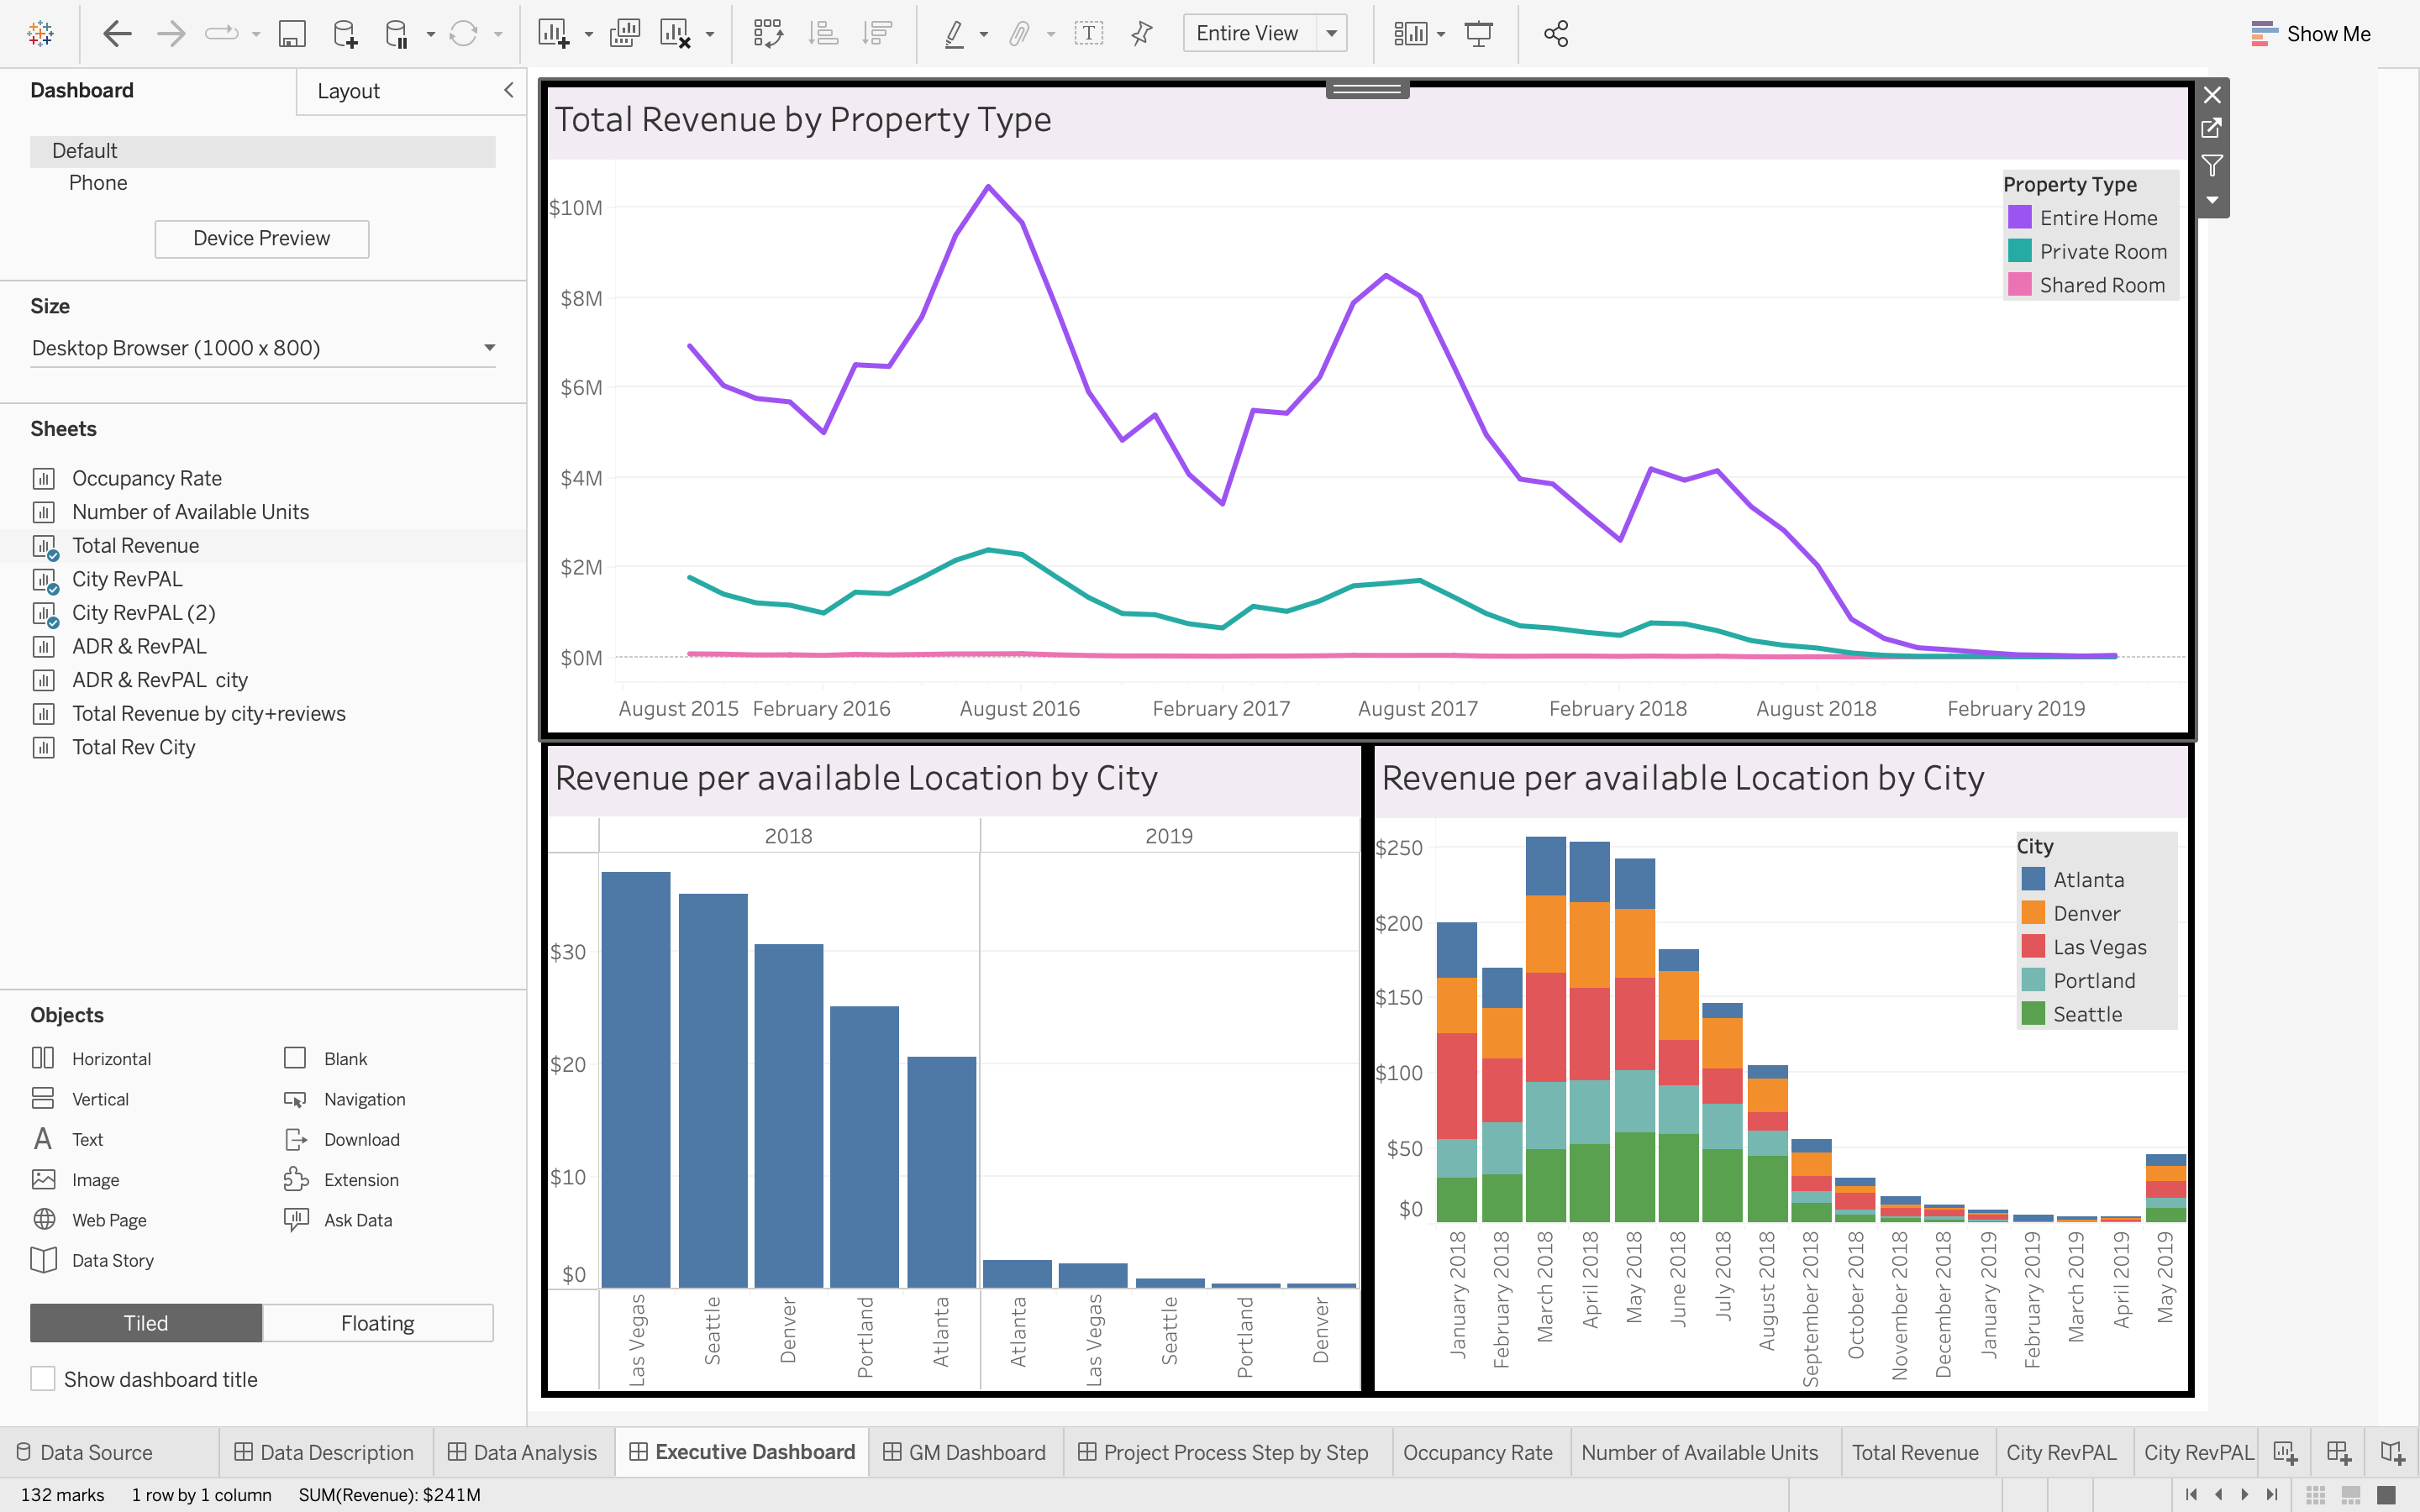 Entire View
Show Me
Dashboard
Layout
Default
Phone
Device Preview
Size
Desktop Browser (1000 x 800)
Sheets
Occupancy Rate
Number of Available Units
Total Revenue
City RevPAL
City RevPAL (2)
ADR & RevPAL
ADR & RevPAL city
Total Revenue by city+reviews
Total Rev City
Objects
Horizontal
Blank
Vertical
Navigation
Text
Download
Image
Extension
Web Page
Ask Data
Data Story
Tiled
Floating
Show dashboard title
Total Revenue by Property Type
$10M
$8M
$6M
$4M
$2M
$0M
August 2015
February 2016
August 2016
February 2017
August 2017
February 2018
August 2018
February 2019
Property Type
Entire Home
Private Room
Shared Room
Revenue per available Location by City
2018
2019
$30
$20
$10
$0
Las Vegas
Seattle
Denver
Portland
Atlanta
Atlanta
Las Vegas
Seattle
Portland
Denver
Revenue per available Location by City
$250
$200
$150
$100
$50
$0
City
Atlanta
Denver
Las Vegas
Portland
Seattle
January 2018
February 2018
March 2018
April 2018
May 2018
June 2018
July 2018
August 2018
September 2018
October 2018
November 2018
December 2018
January 2019
February 2019
March 2019
April 2019
May 2019
Data Source
Data Description
Data Analysis
Executive Dashboard
GM Dashboard
Project Process Step by Step
Occupancy Rate
Number of Available Units
Total Revenue
City RevPAL
City RevPAL
132 marks
1 row by 1 column
SUM(Revenue): $241M